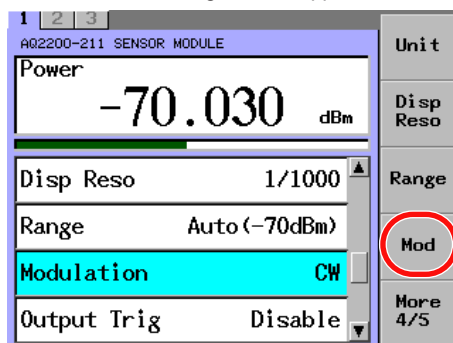 1 2 3
AQ2200-211 SENSOR MODULE
Power
-70.030 dBm
Disp Reso 1/1000
Range Auto(-70dBm)
Modulation CW
Output Trig Disable
Unit
Disp
Reso
Range
Mod
More
4/5